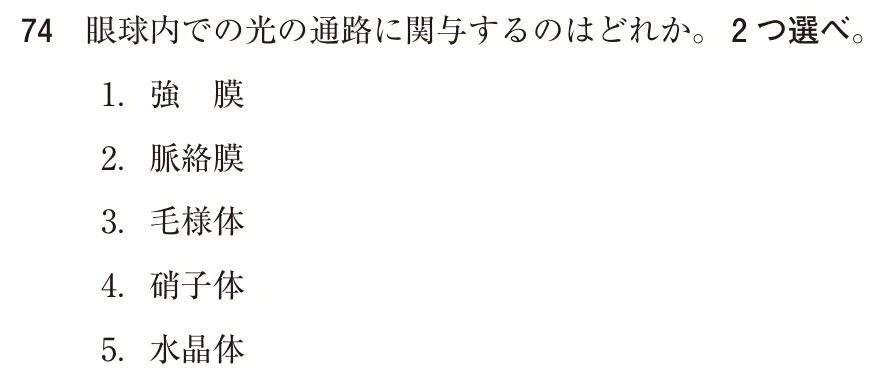 74 眼球内での光の通路に関与するのはどれか。 2つ選べ。
1. 強　膜
2. 脈絡膜
3. 毛様体
4. 硝子体
5. 水晶体